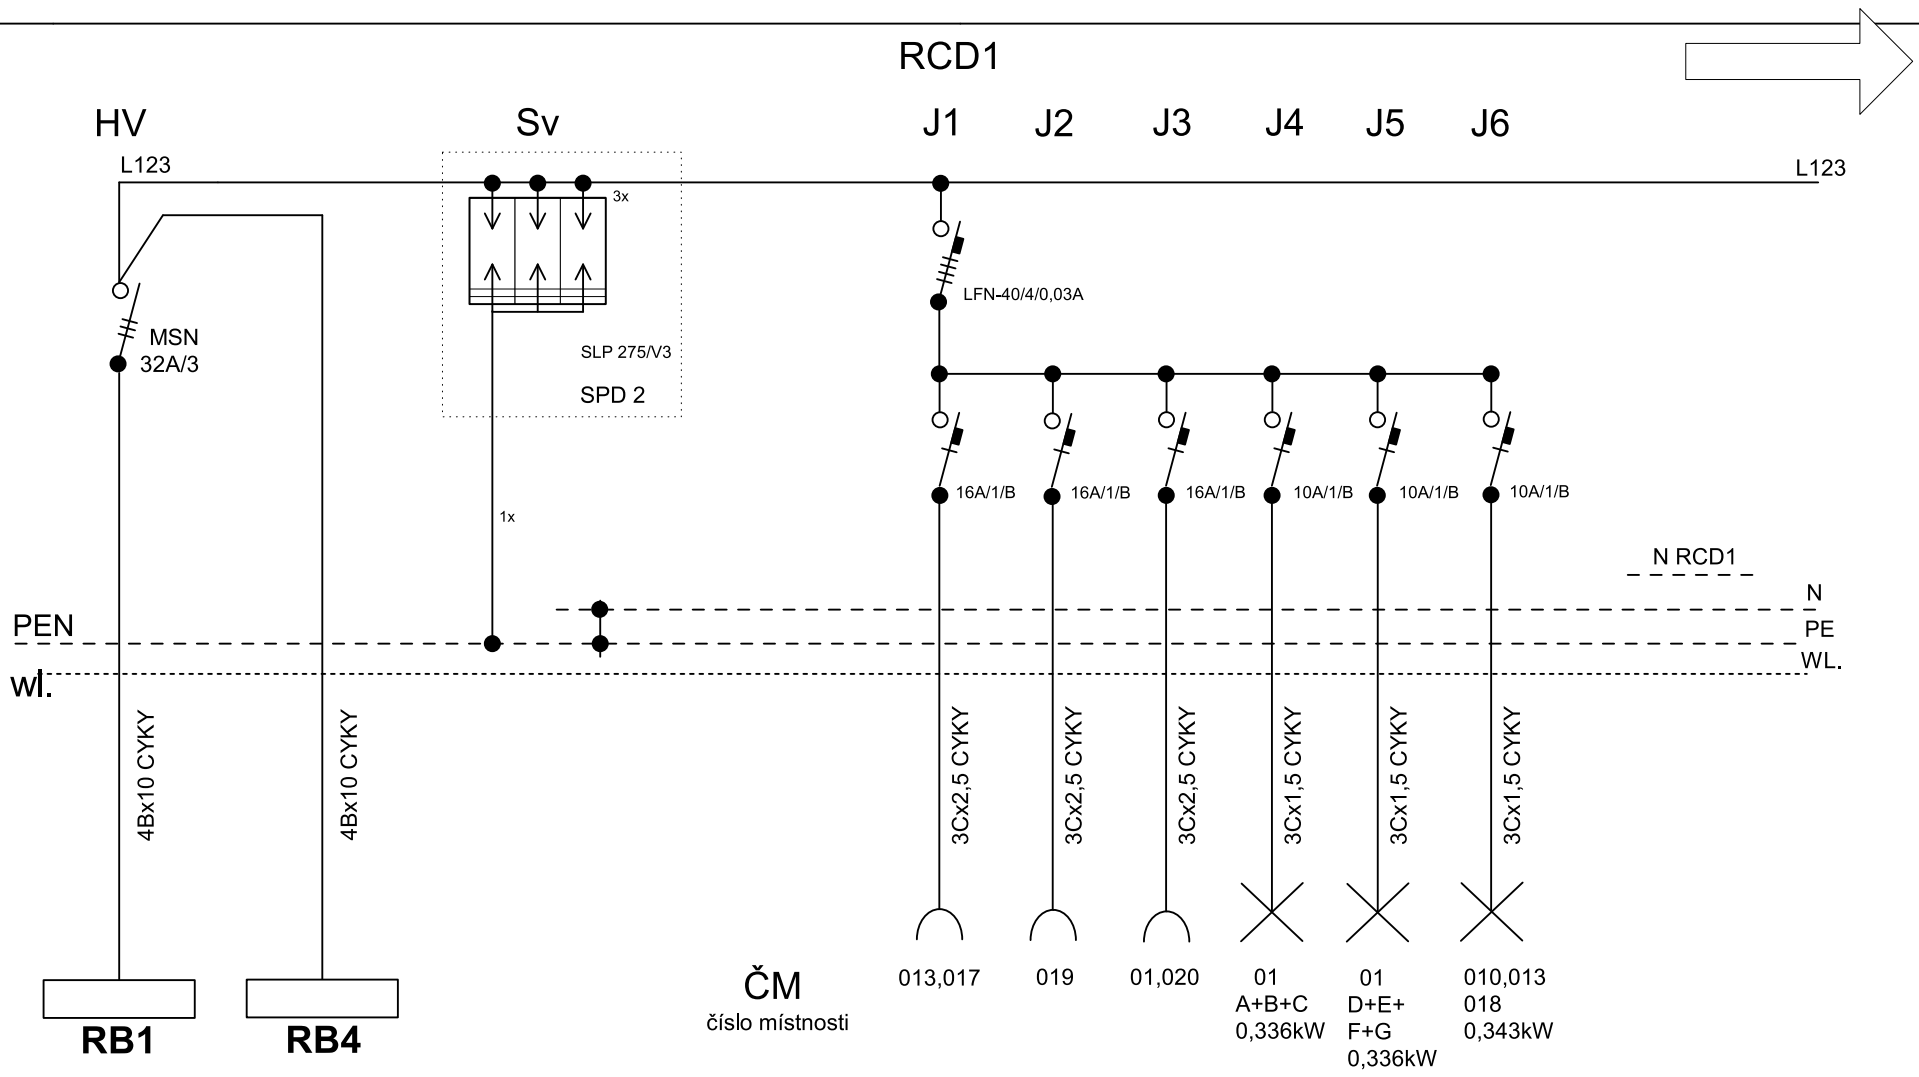 RCD1
HV
Sv
J1
J2
J3
J4
J5
J6
L123
L123
3x
LFN-40/4/0,03A
MSN
32A/3
SLP 275/V3
SPD 2
16A/1/B
16A/1/B
16A/1/B
10A/1/B
10A/1/B
10A/1/B
1x
N RCD1
N
PEN
PE
WL.
wl.
4Bx10 CYKY
4Bx10 CYKY
3Cx2,5 CYKY
3Cx2,5 CYKY
3Cx2,5 CYKY
3Cx1,5 CYKY
3Cx1,5 CYKY
3Cx1,5 CYKY
RB1
RB4
ČM
číslo místnosti
013,017
019
01,020
01
A+B+C
0,336kW
01
D+E+
F+G
0,336kW
010,013
018
0,343kW